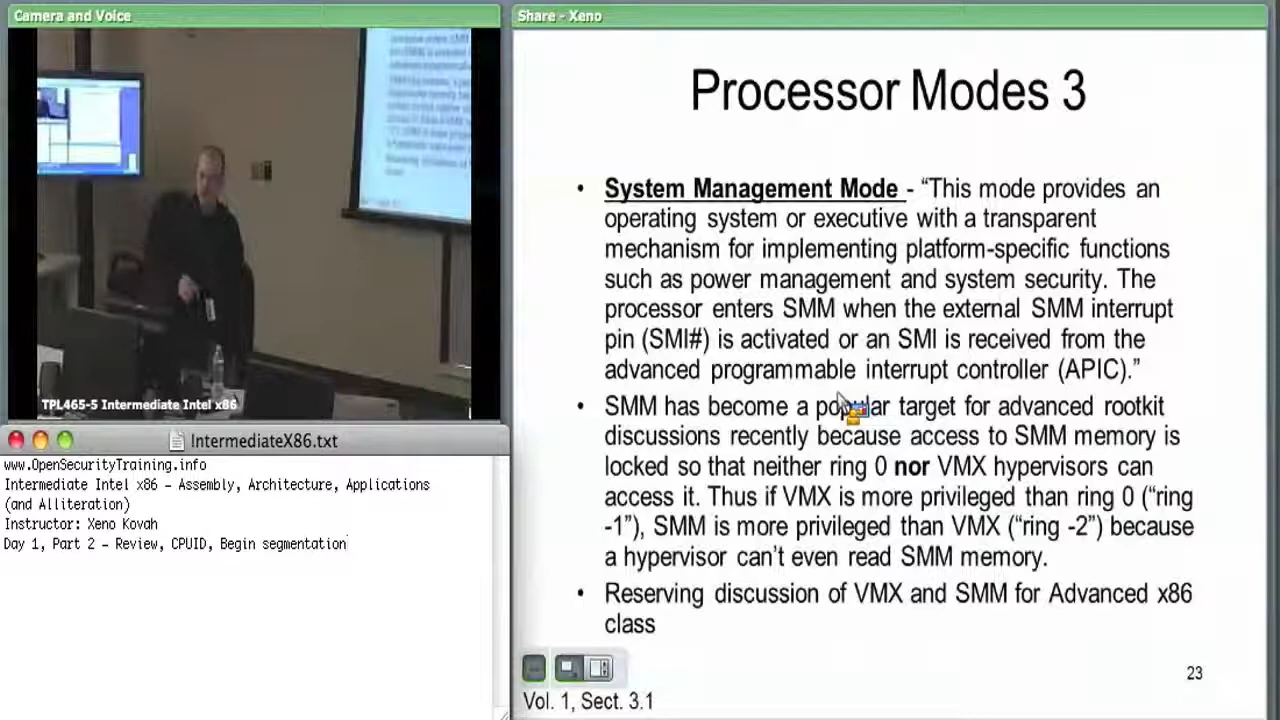 Camera and Voice
TPL465-5 Intermediate Intel x86
IntermediateX86.txt
www.OpenSecurityTraining.info
Intermediate Intel x86 – Assembly, Architecture, Applications
(and Alliteration)
Instructor: Xeno Kovah
Day 1, Part 2 – Review, CPUID, Begin segmentation
Share - Xeno
Processor Modes 3
• System Management Mode - “This mode provides an
operating system or executive with a transparent
mechanism for implementing platform-specific functions
such as power management and system security. The
processor enters SMM when the external SMM interrupt
pin (SMI#) is activated or an SMI is received from the
advanced programmable interrupt controller (APIC).”
• SMM has become a popular target for advanced rootkit
discussions recently because access to SMM memory is
locked so that neither ring 0 nor VMX hypervisors can
access it. Thus if VMX is more privileged than ring 0 (“ring
-1”), SMM is more privileged than VMX (“ring -2”) because
a hypervisor can’t even read SMM memory.
• Reserving discussion of VMX and SMM for Advanced x86
class
23
Vol. 1, Sect. 3.1